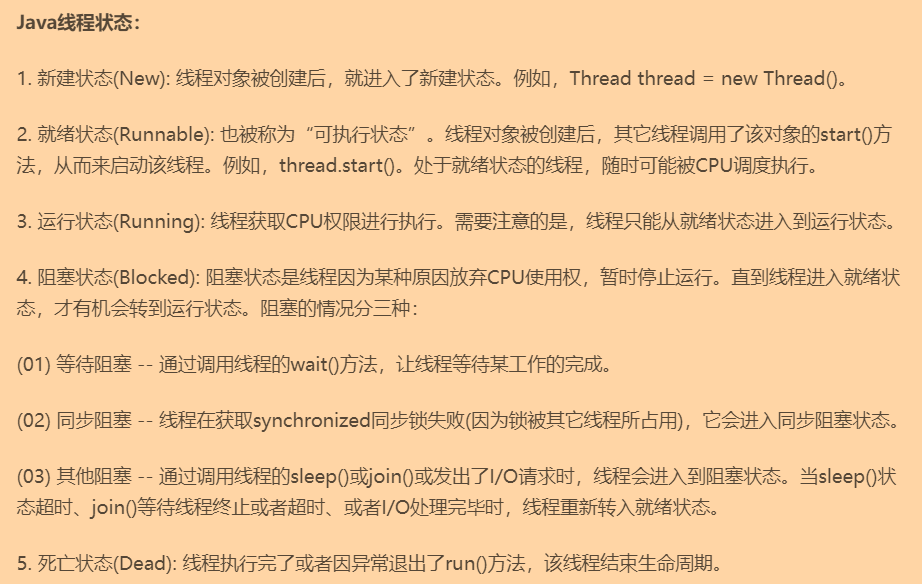 Java线程状态：
1. 新建状态(New): 线程对象被创建后，就进入了新建状态。例如，Thread thread = new Thread()。
2. 就绪状态(Runnable): 也被称为“可执行状态”。线程对象被创建后，其它线程调用了该对象的start()方
法，从而来启动该线程。例如，thread.start()。处于就绪状态的线程，随时可能被CPU调度执行。
3. 运行状态(Running): 线程获取CPU权限进行执行。需要注意的是，线程只能从就绪状态进入到运行状态。
4. 阻塞状态(Blocked): 阻塞状态是线程因为某种原因放弃CPU使用权，暂时停止运行。直到线程进入就绪状
态，才有机会转到运行状态。阻塞的情况分三种：
(01) 等待阻塞 -- 通过调用线程的wait()方法，让线程等待某工作的完成。
(02) 同步阻塞 -- 线程在获取synchronized同步锁失败(因为锁被其它线程所占用)，它会进入同步阻塞状态。
(03) 其他阻塞 -- 通过调用线程的sleep()或join()或发出了I/O请求时，线程会进入到阻塞状态。当sleep()状
态超时、join()等待线程终止或者超时、或者I/O处理完毕时，线程重新转入就绪状态。
5. 死亡状态(Dead): 线程执行完了或者因异常退出了run()方法，该线程结束生命周期。